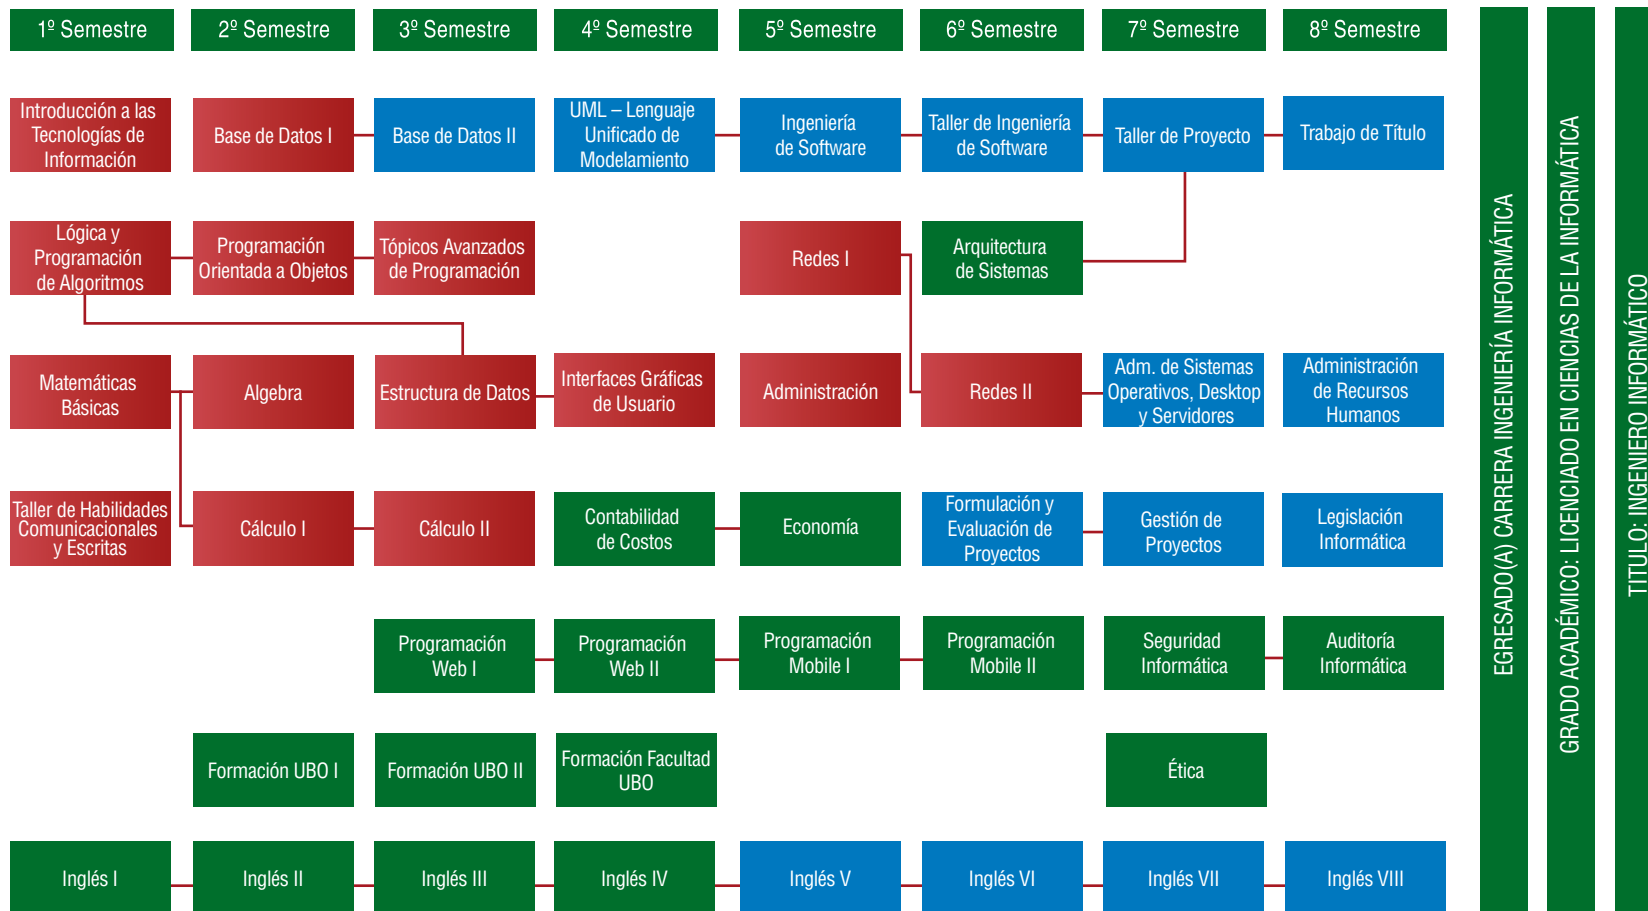 1º Semestre
2º Semestre
3º Semestre
4º Semestre
5º Semestre
6º Semestre
7º Semestre
8º Semestre
Introducción a las
Tecnologías de
Información
Base de Datos I
Base de Datos II
UML – Lenguaje
Unificado de
Modelamiento
Ingeniería
de Software
Taller de Ingeniería
de Software
Taller de Proyecto
Trabajo de Título
Lógica y
Programación
de Algoritmos
Programación
Orientada a Objetos
Tópicos Avanzados
de Programación
Redes I
Arquitectura
de Sistemas
Matemáticas
Básicas
Algebra
Estructura de Datos
Interfaces Gráficas
de Usuario
Administración
Redes II
Adm. de Sistemas
Operativos, Desktop
y Servidores
Administración
de Recursos
Humanos
Taller de Habilidades
Comunicacionales
y Escritas
Cálculo I
Cálculo II
Contabilidad
de Costos
Economía
Formulación y
Evaluación de
Proyectos
Gestión de
Proyectos
Legislación
Informática
Programación
Web I
Programación
Web II
Programación
Mobile I
Programación
Mobile II
Seguridad
Informática
Auditoría
Informática
Formación UBO I
Formación UBO II
Formación Facultad
UBO
Ética
Inglés I
Inglés II
Inglés III
Inglés IV
Inglés V
Inglés VI
Inglés VII
Inglés VIII
EGRESADO(A) CARRERA INGENIERÍA INFORMÁTICA
GRADO ACADÉMICO: LICENCIADO EN CIENCIAS DE LA INFORMÁTICA
TITULO: INGENIERO INFORMÁTICO